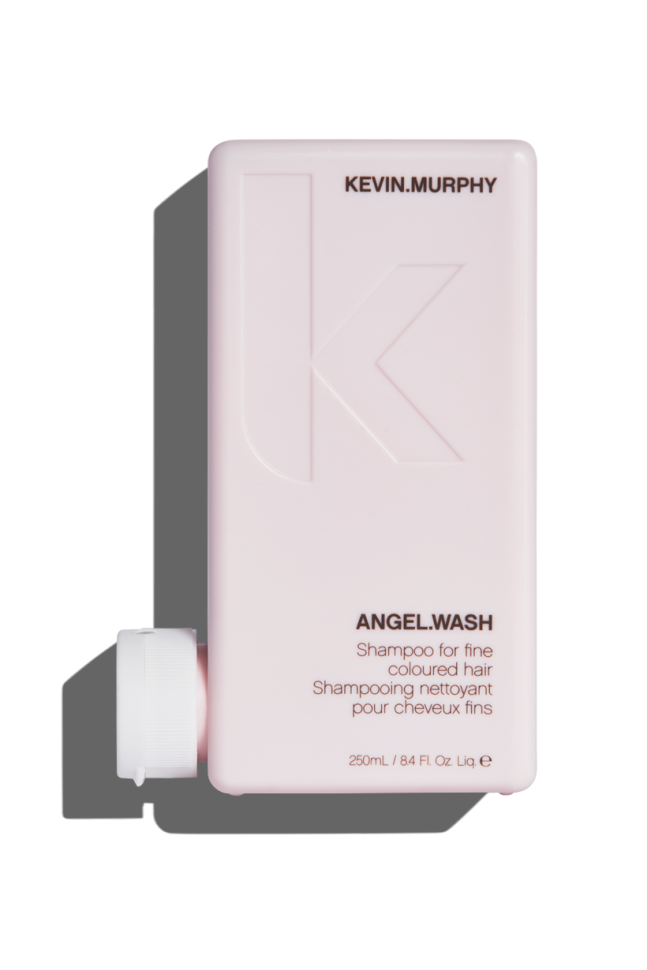 KEVIN.MURPHY
ANGEL.WASH
Shampoo for fine
coloured hair
Shampooing nettoyant
pour cheveux fins
250mL / 8.4 Fl. Oz. Liq. ℮